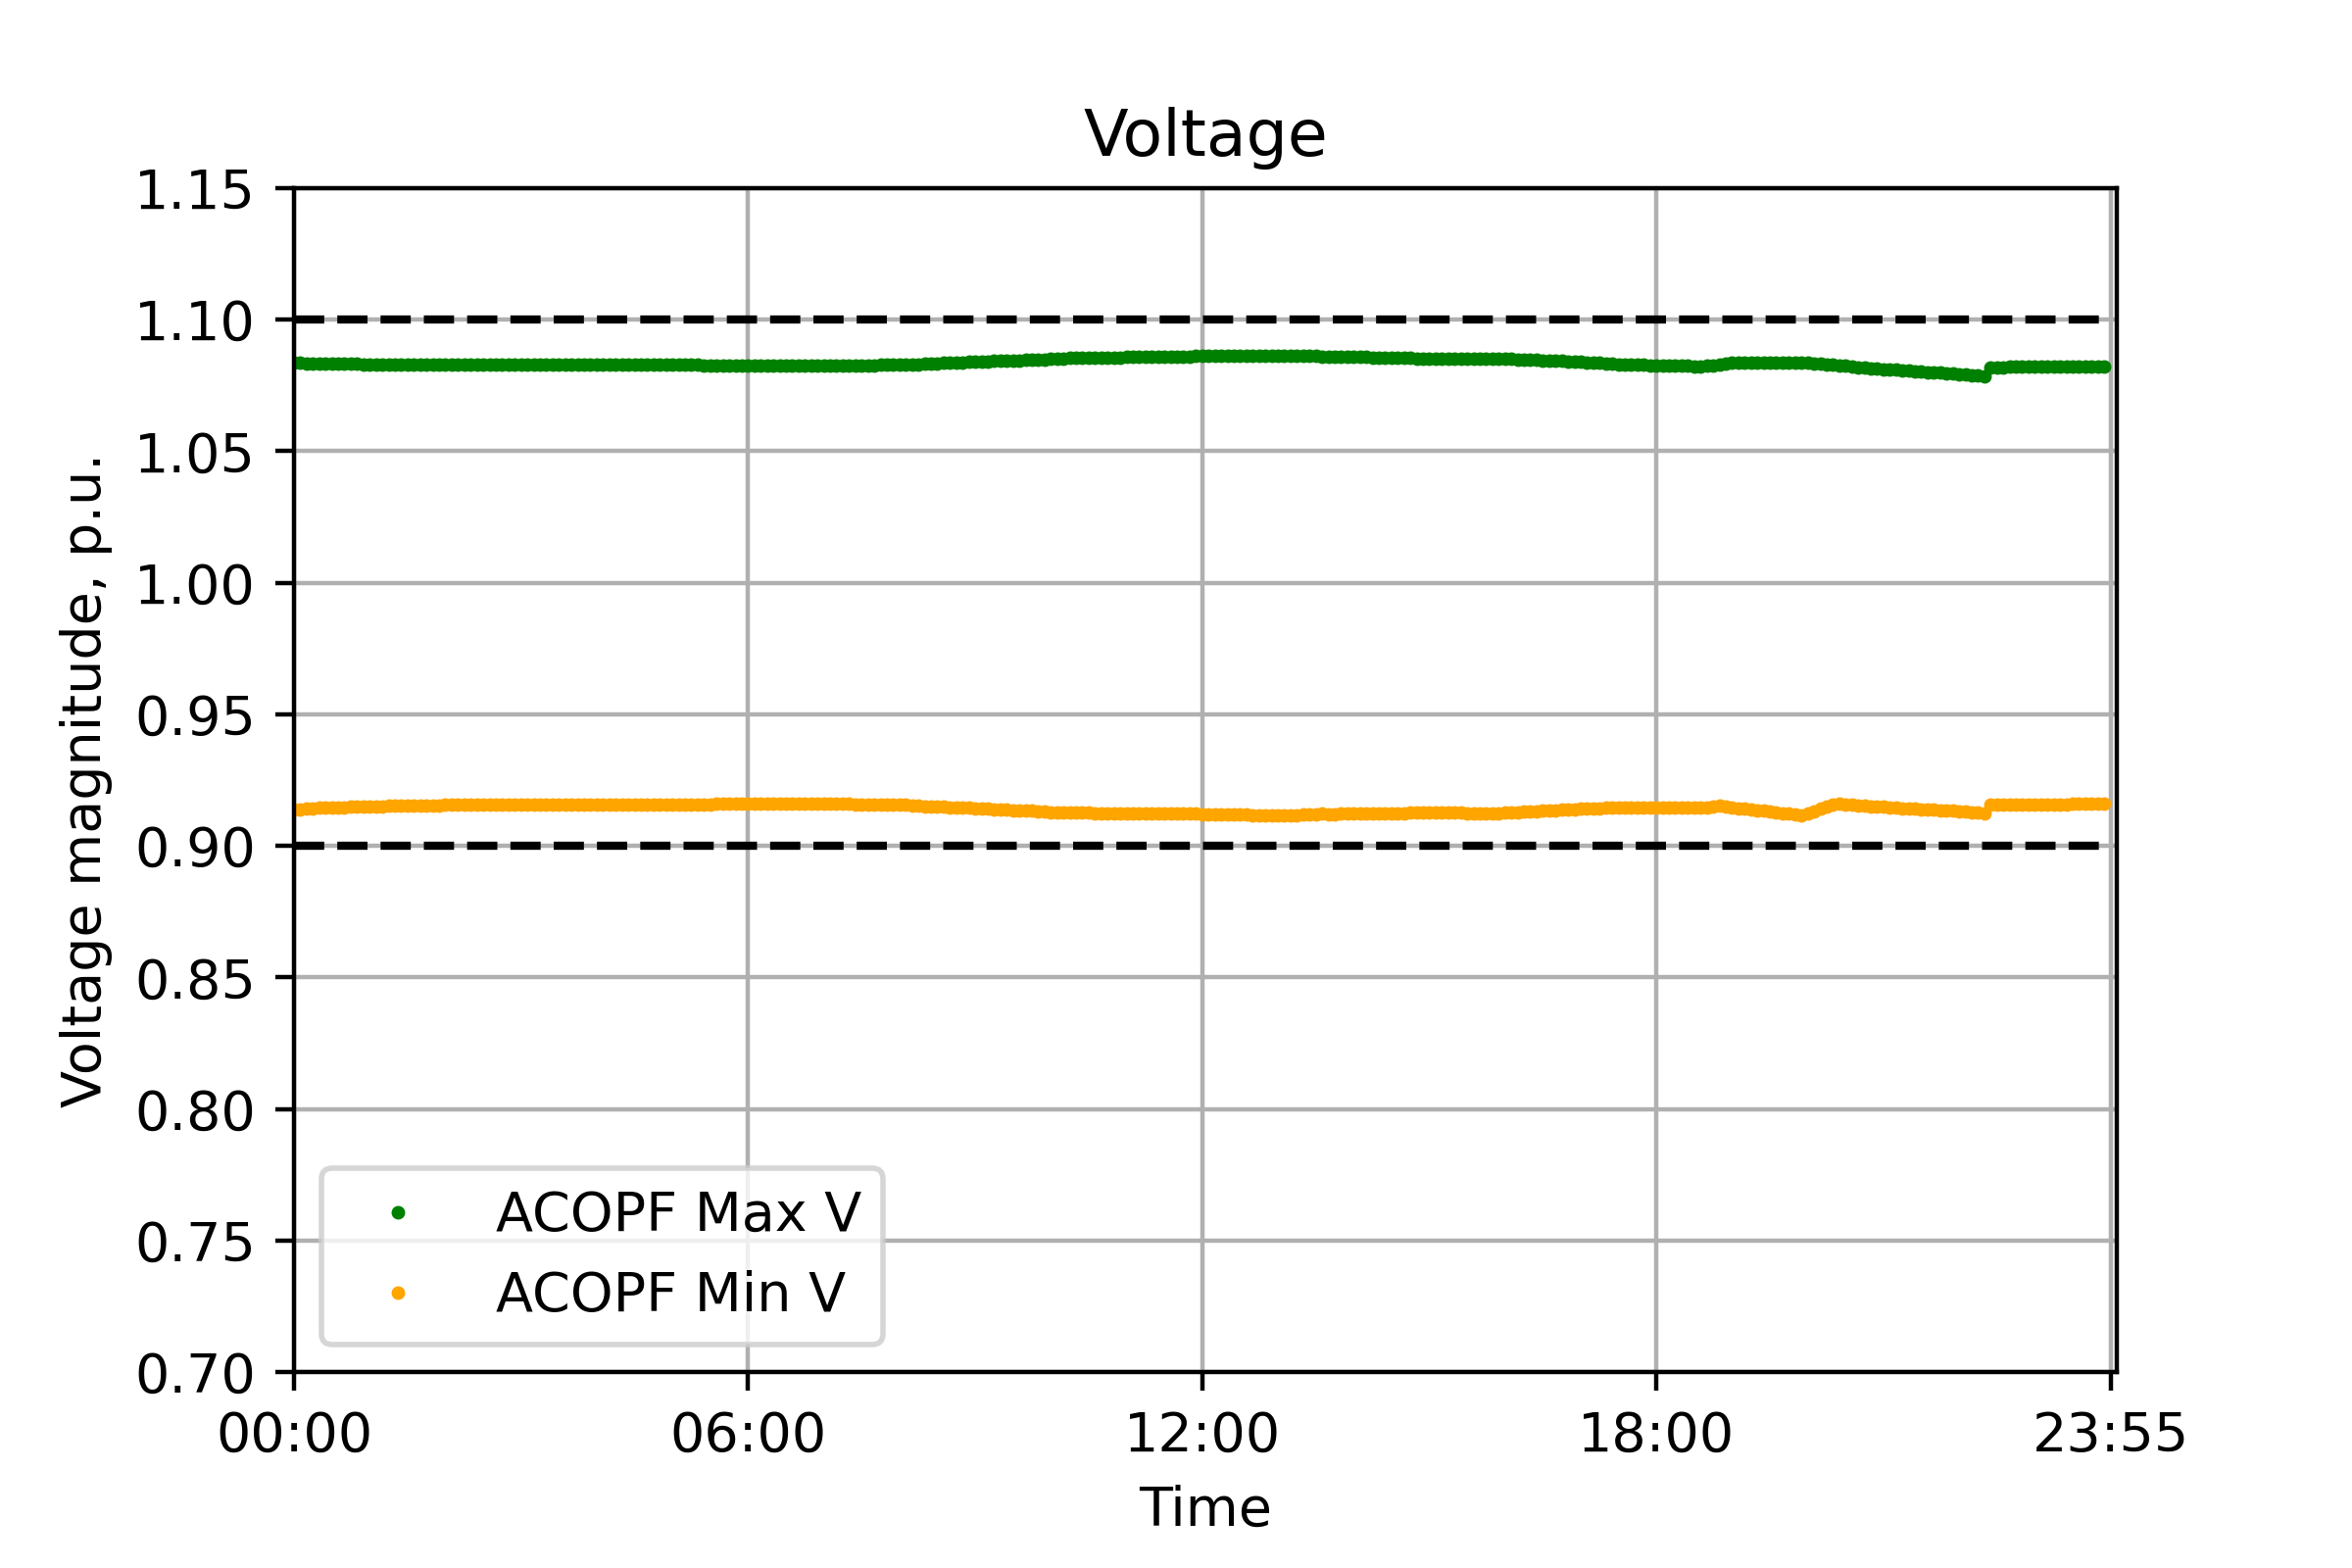 Voltage
1.15
1.10
1.05
1.00
0.95
0.90
0.85
0.80
0.75
0.70
Voltage magnitude, p.u.
ACOPF Max V
ACOPF Min V
00:00 06:00 12:00 18:00 23:55
Time